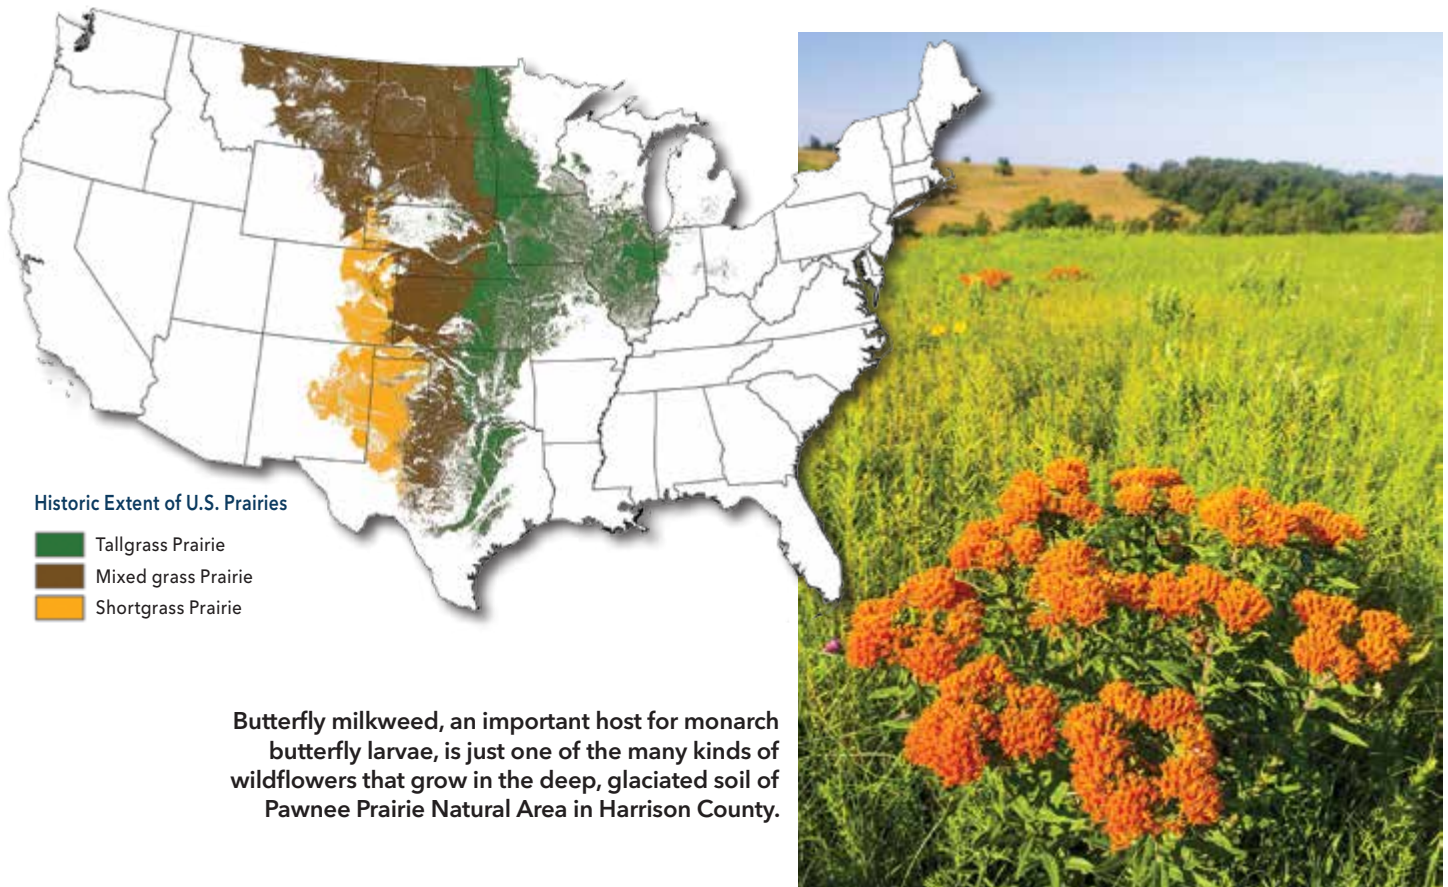 Historic Extent of U.S. Prairies
Tallgrass Prairie
Mixed grass Prairie
Shortgrass Prairie
Butterfly milkweed, an important host for monarch
butterfly larvae, is just one of the many kinds of
wildflowers that grow in the deep, glaciated soil of
Pawnee Prairie Natural Area in Harrison County.